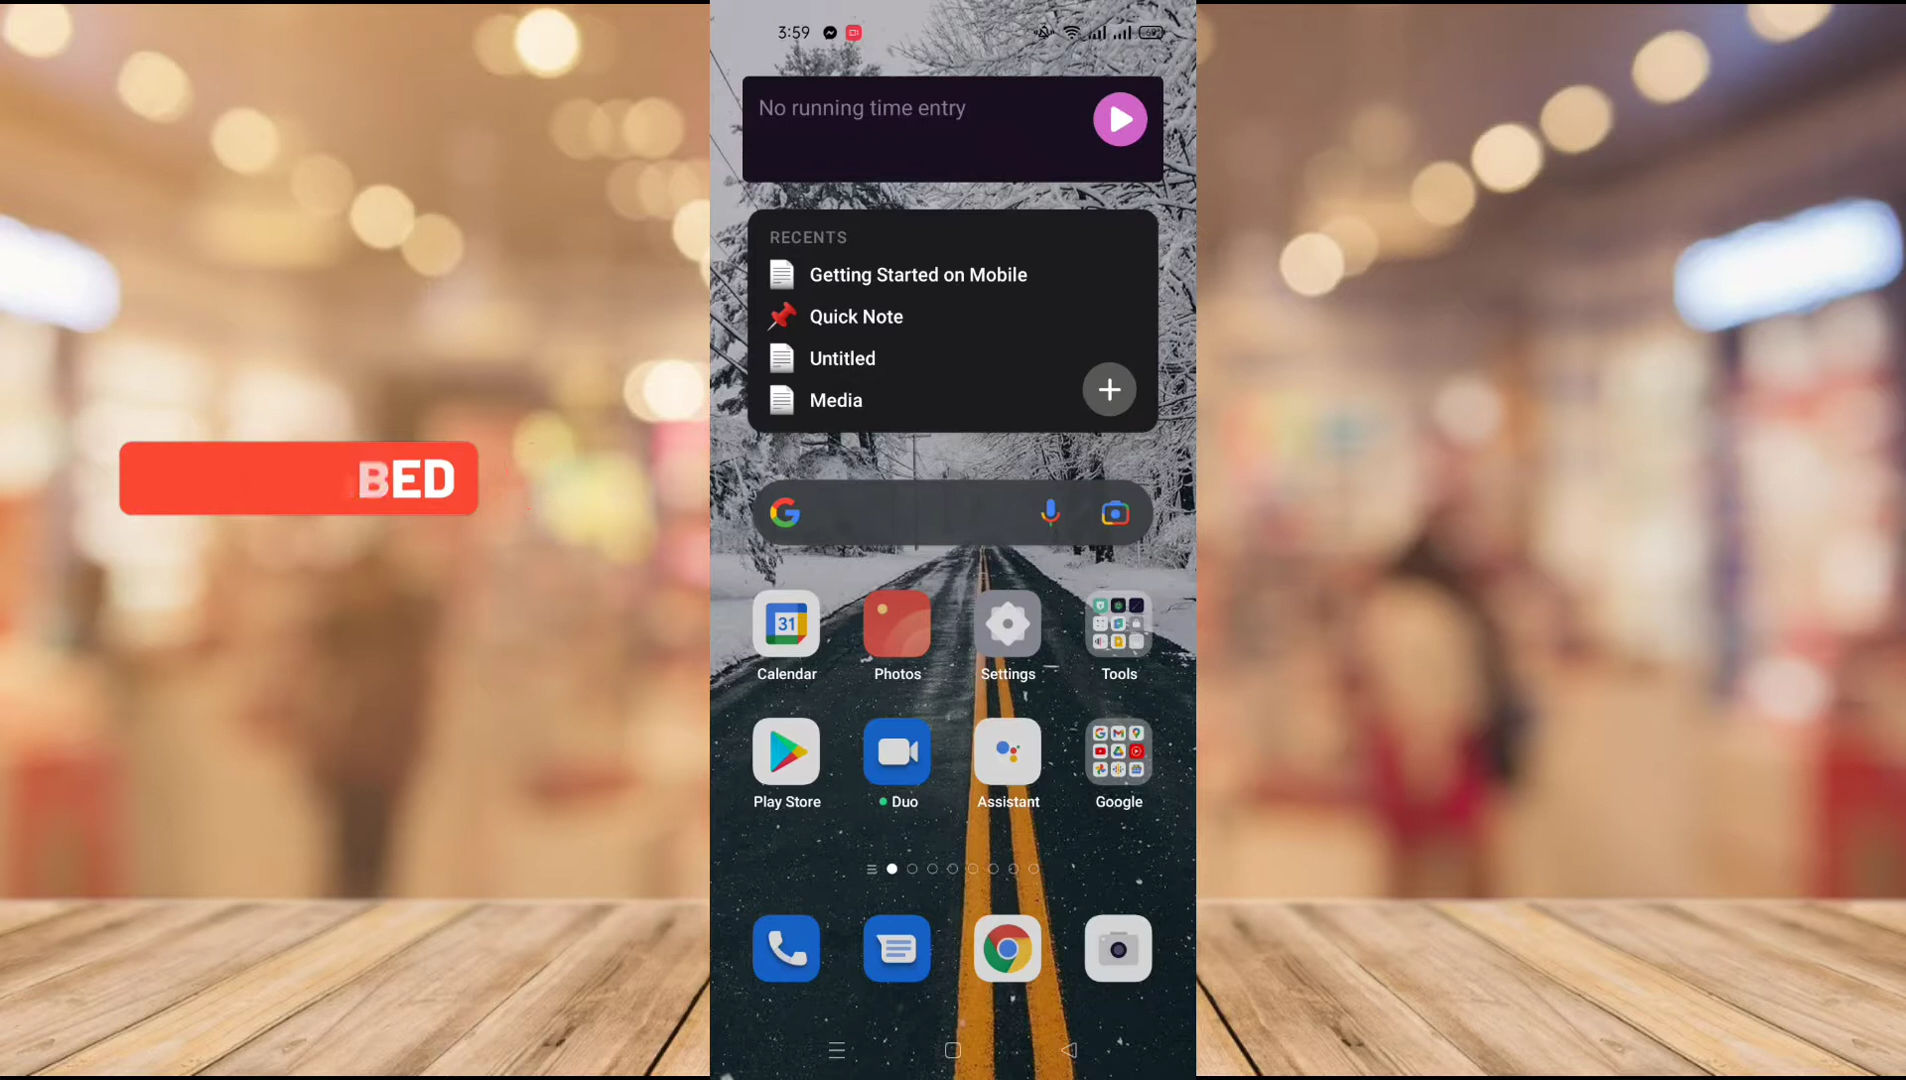 3:59
No running time entry
RECENTS
Getting Started on Mobile
Quick Note
Untitled
Media
BED
31
Calendar
Photos
Settings
Tools
Play Store
Duo
Assistant
Google